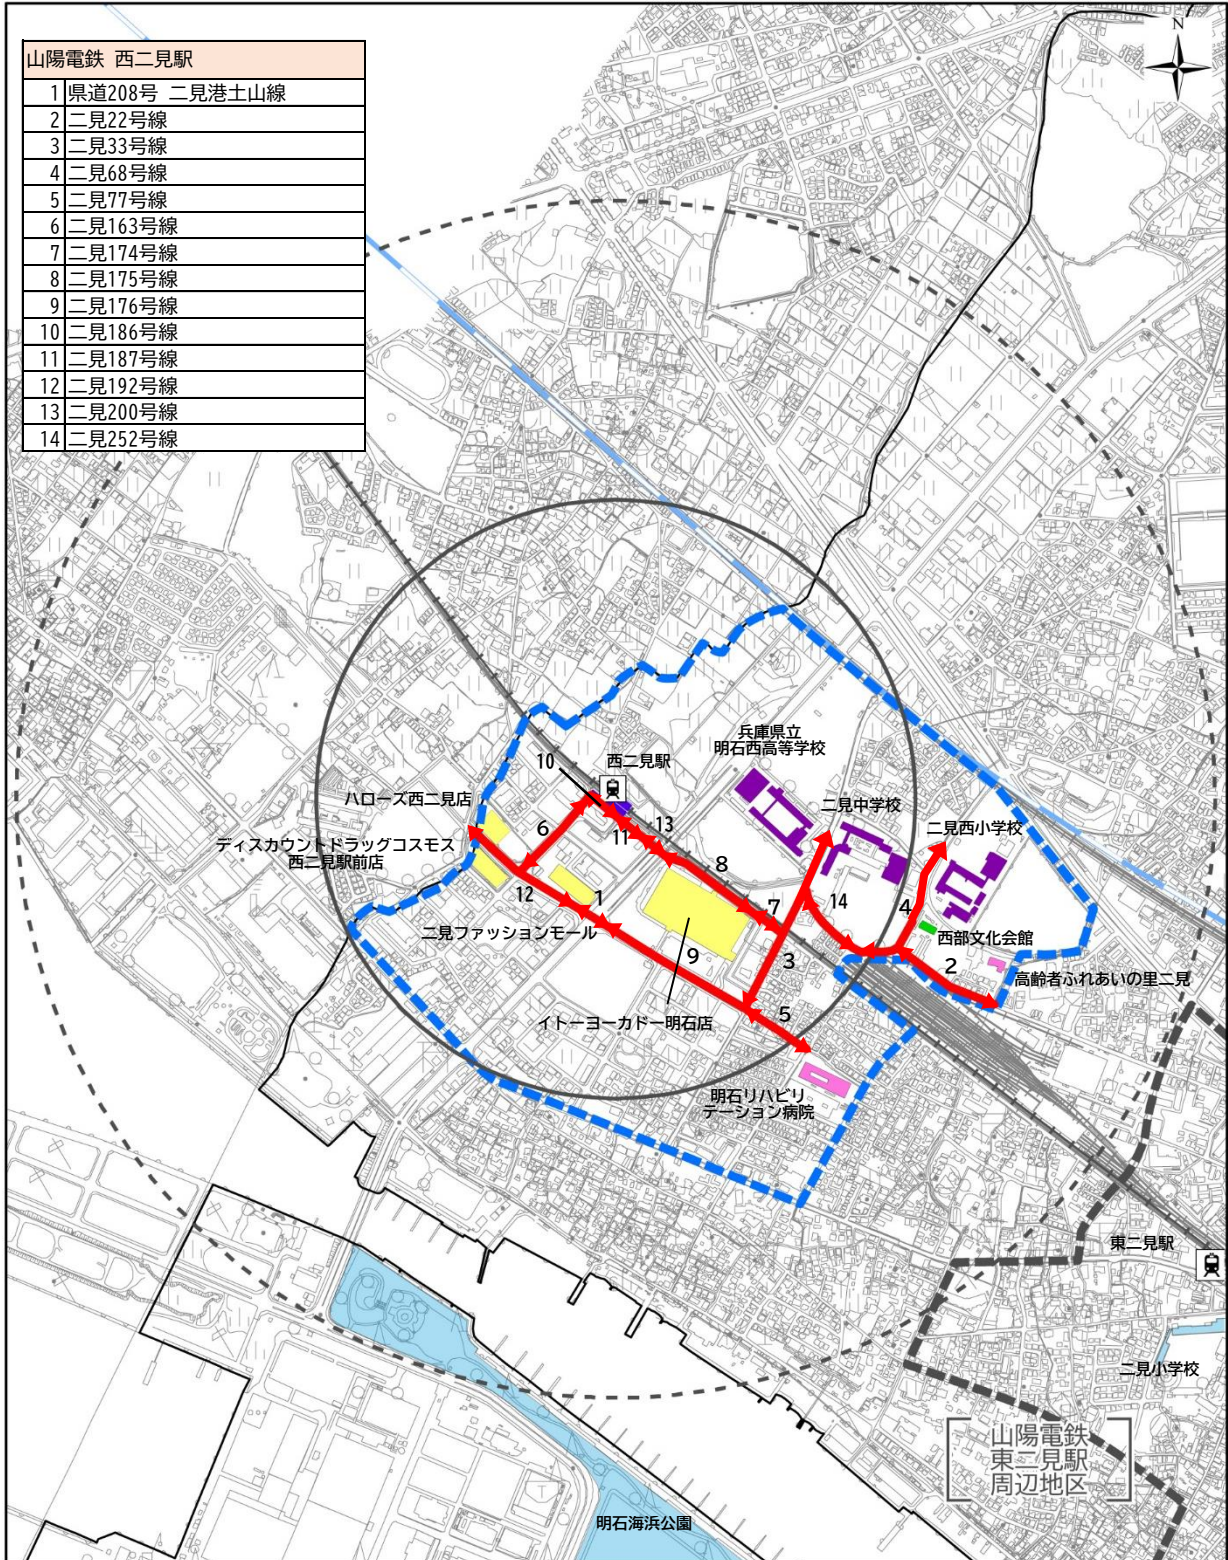 山陽電鉄 西二見駅
1 県道208号 二見港土山線
2 二見22号線
3 二見33号線
4 二見68号線
5 二見77号線
6 二見163号線
7 二見174号線
8 二見175号線
9 二見176号線
10 二見186号線
11 二見187号線
12 二見192号線
13 二見200号線
14 二見252号線
N
兵庫県立
明石西高等学校
西二見駅
10
ハローズ西二見店
二見中学校
二見西小学校
6
11
13
ディスカウントドラッグコスモス
西二見駅前店
8
12
1
14
4
7
二見ファッションモール
西部文化会館
9
3
2
高齢者ふれあいの里二見
イトーヨーカドー明石店
5
明石リハビリ
テーション病院
東二見駅
二見小学校
山陽電鉄
東二見駅
周辺地区
明石海浜公園